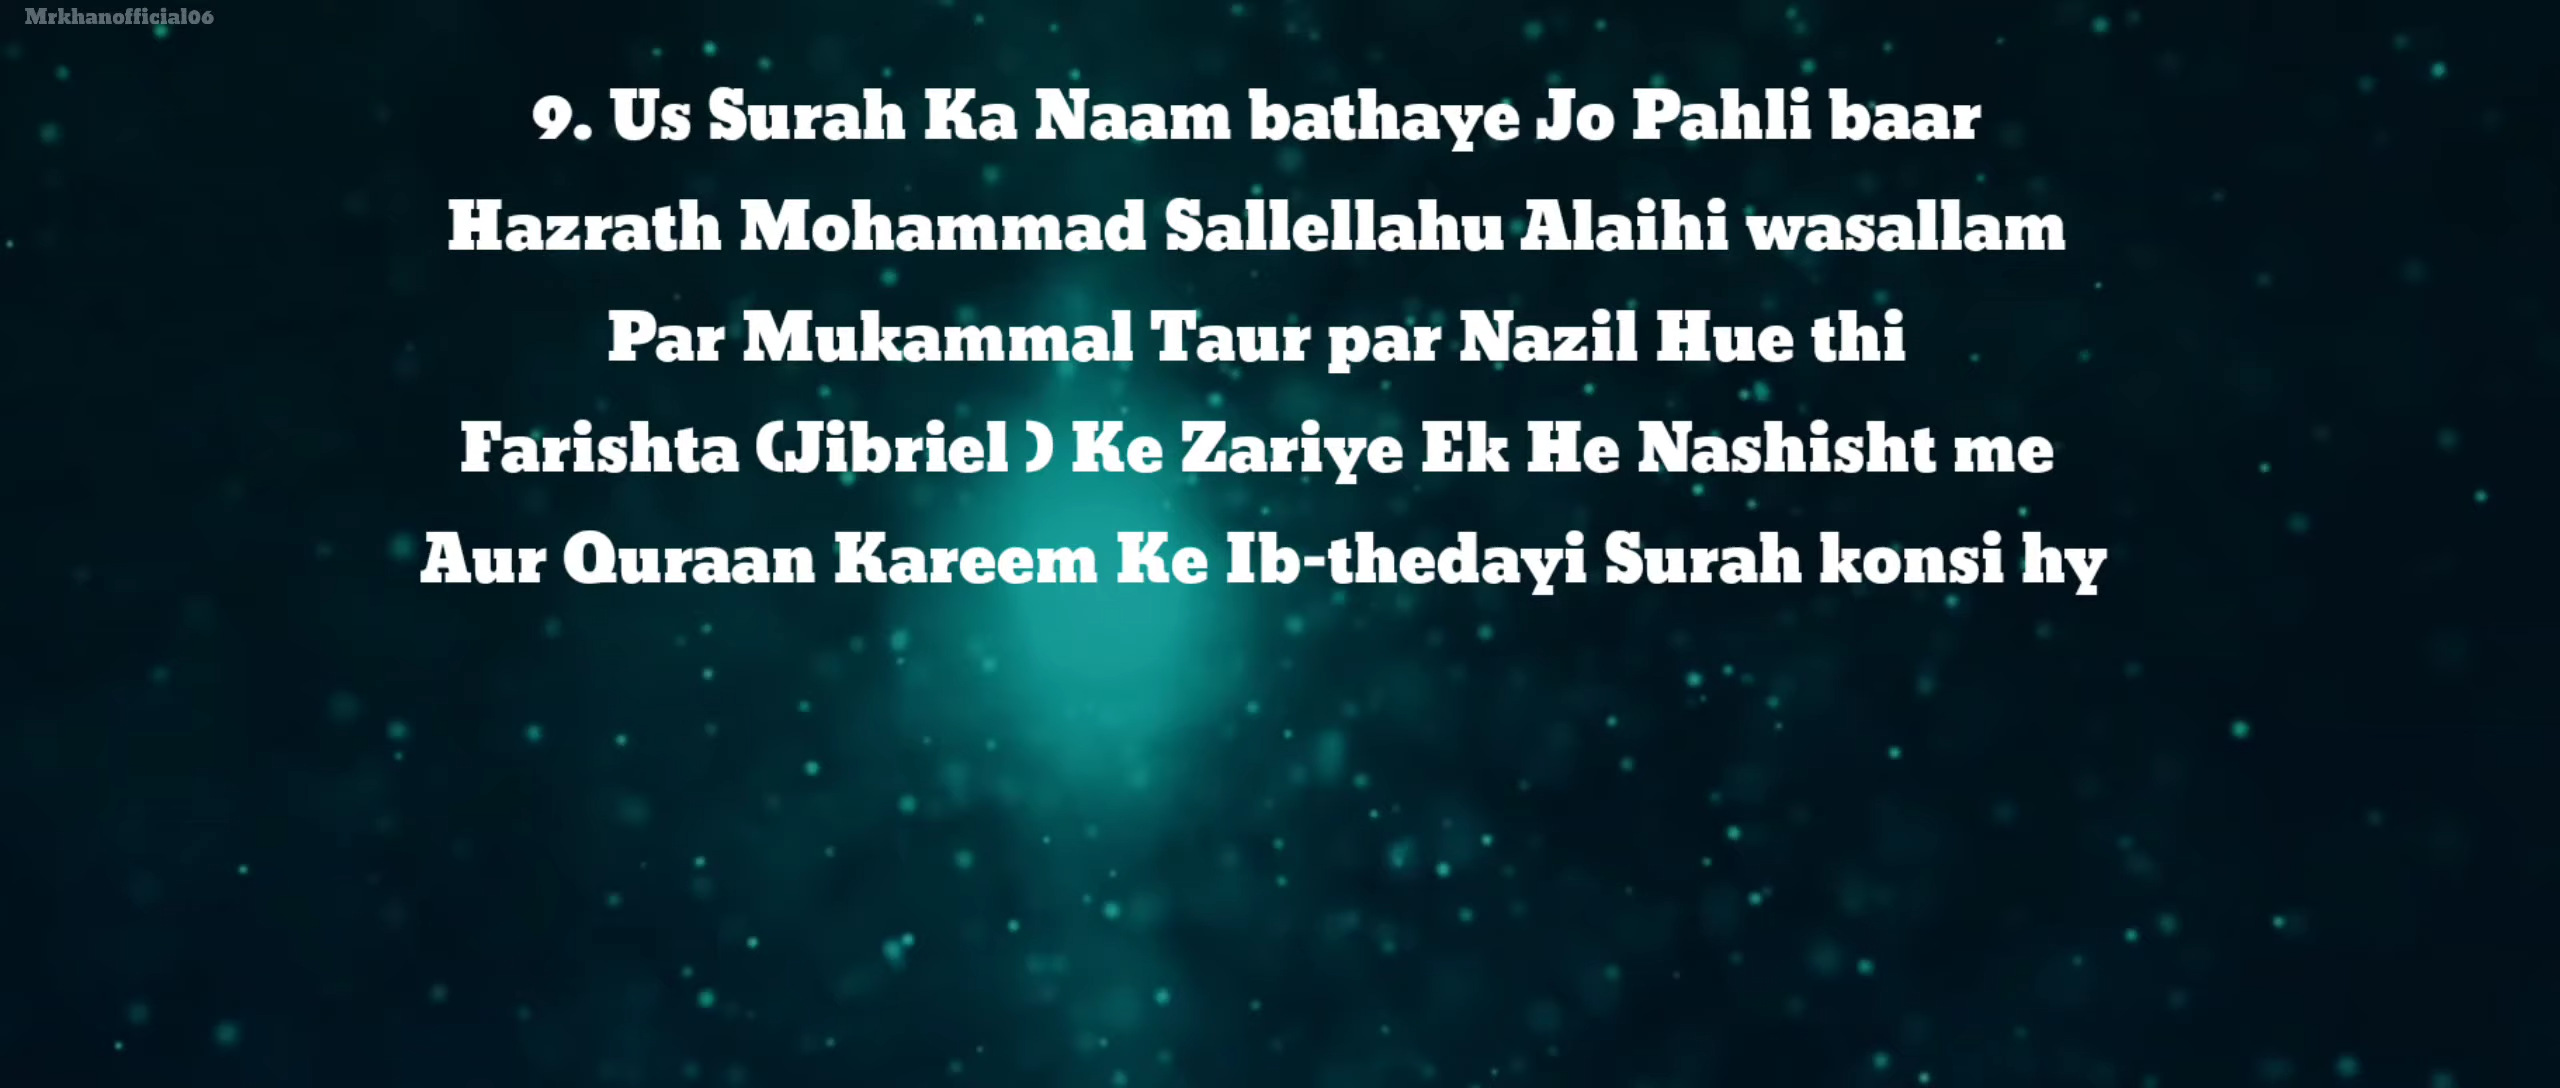 Mrkhanofficial06
9. Us Surah Ka Naam bathaye Jo Pahli baar
Hazrath Mohammad Sallellahu Alaihi wasallam
Par Mukammal Taur par Nazil Hue thi
Farishta (Jibriel ) Ke Zariye Ek He Nashisht me
Aur Quraan Kareem Ke Ib-thedayi Surah konsi hy